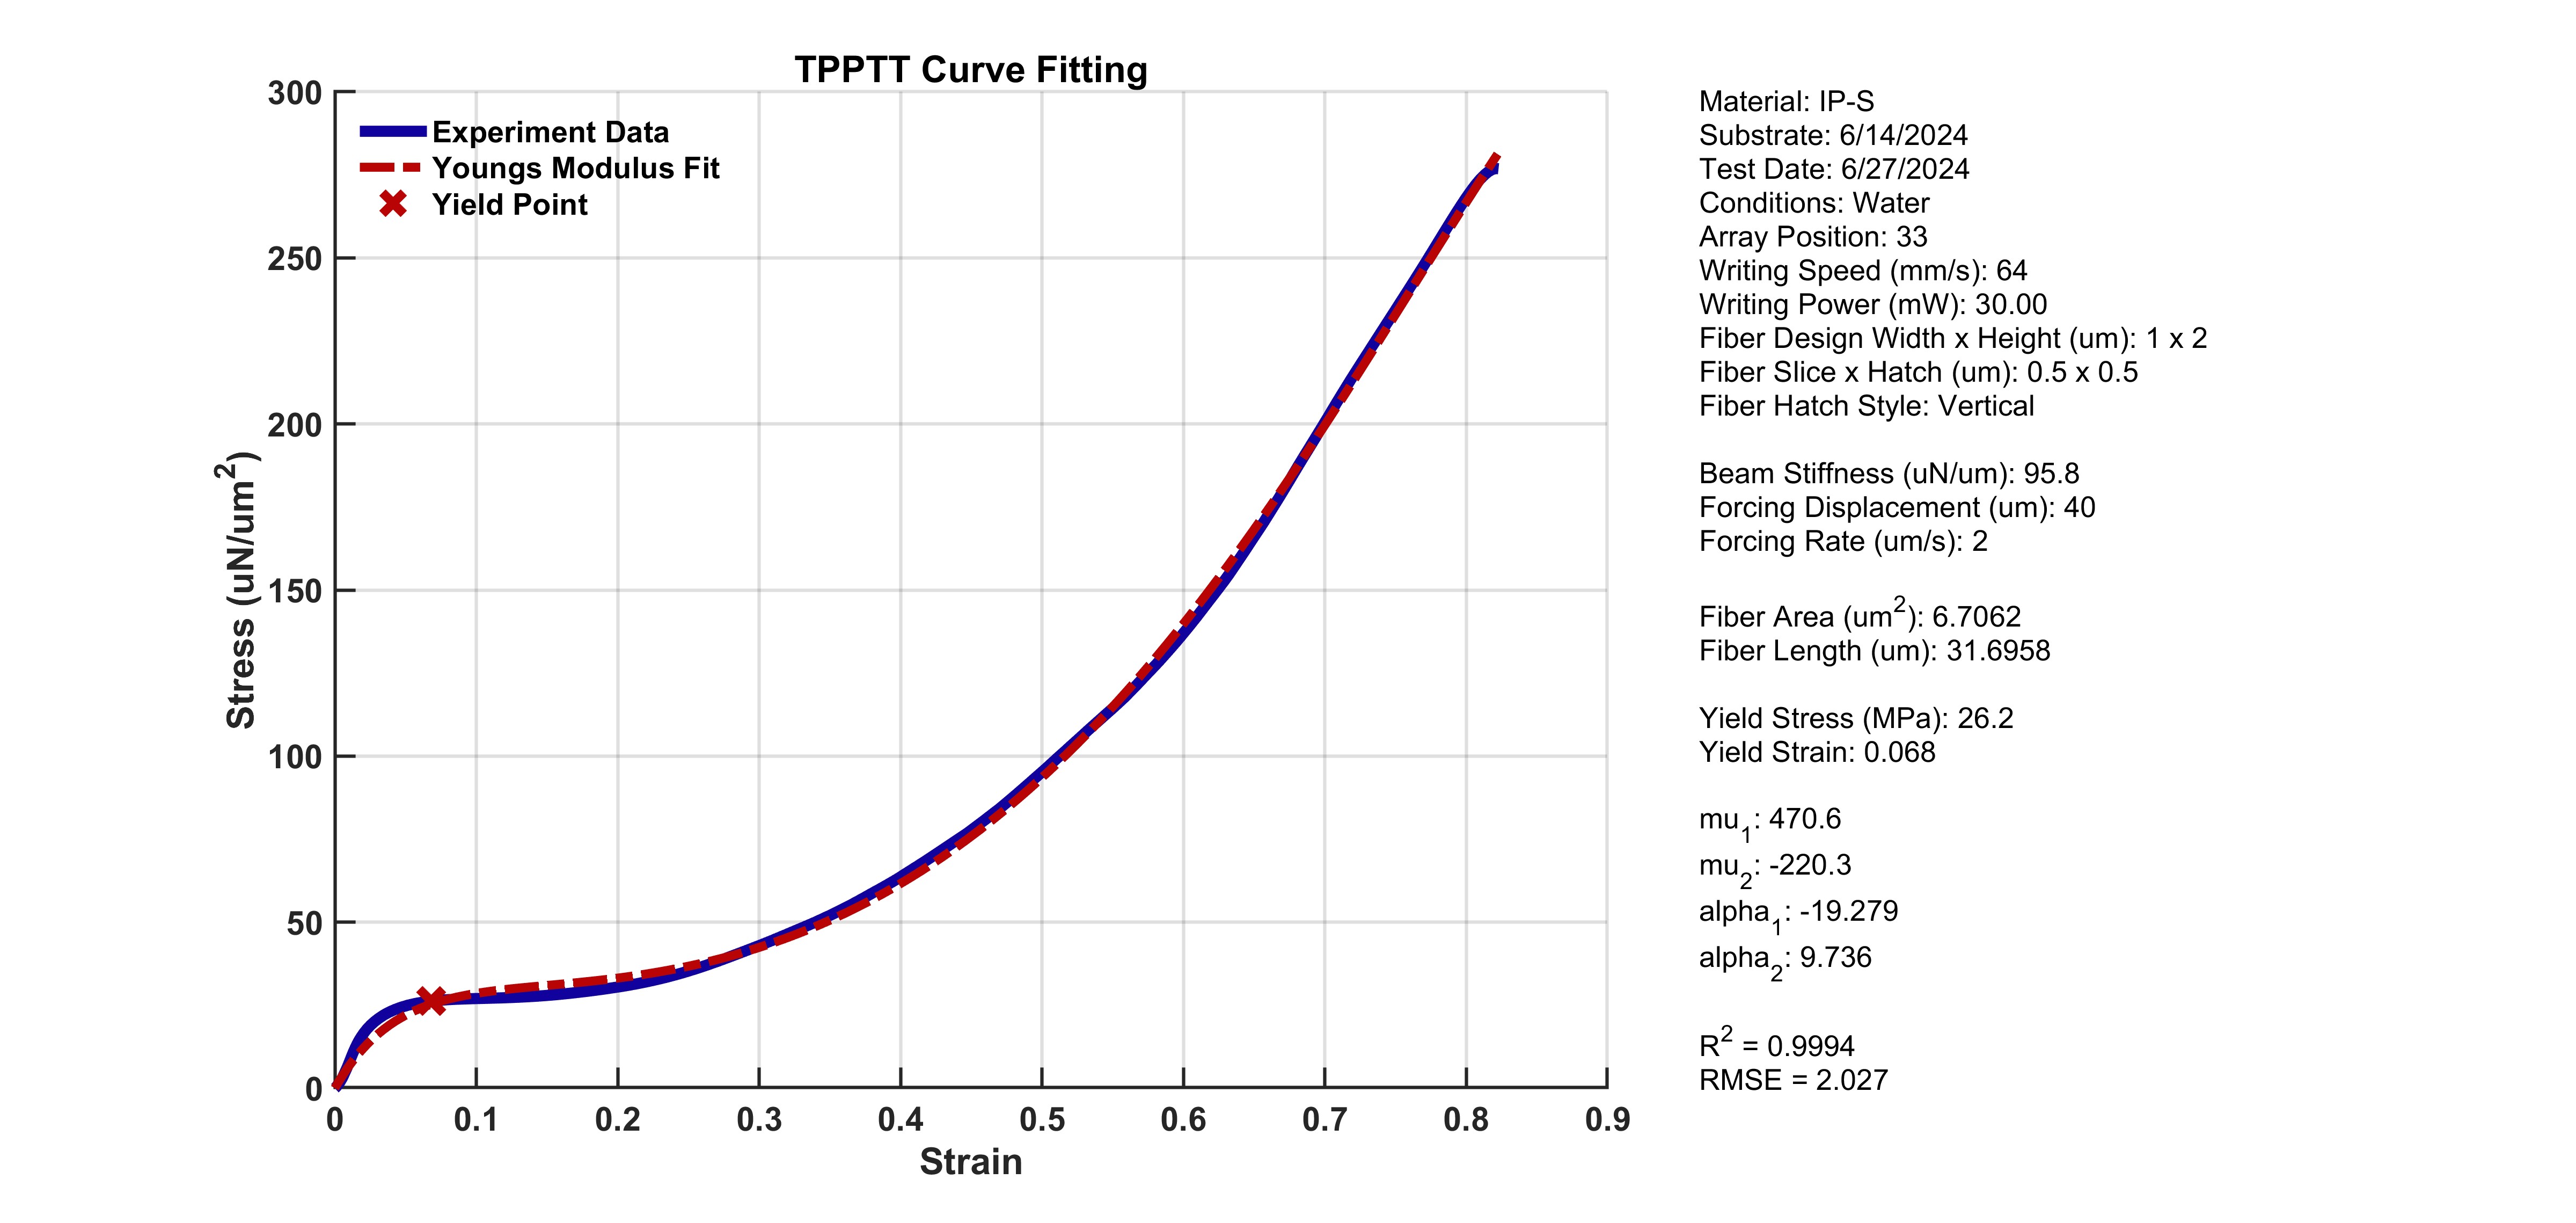 TPPTT Curve Fitting
300
250
200
150
100
50
0
Stress (uN/um²)
Experiment Data
Youngs Modulus Fit
Yield Point
0 0.1 0.2 0.3 0.4 0.5 0.6 0.7 0.8 0.9
Strain
Material: IP-S
Substrate: 6/14/2024
Test Date: 6/27/2024
Conditions: Water
Array Position: 33
Writing Speed (mm/s): 64
Writing Power (mW): 30.00
Fiber Design Width x Height (um): 1 x 2
Fiber Slice x Hatch (um): 0.5 x 0.5
Fiber Hatch Style: Vertical
Beam Stiffness (uN/um): 95.8
Forcing Displacement (um): 40
Forcing Rate (um/s): 2
Fiber Area (um²): 6.7062
Fiber Length (um): 31.6958
Yield Stress (MPa): 26.2
Yield Strain: 0.068
mu₁: 470.6
mu₂: -220.3
alpha₁: -19.279
alpha₂: 9.736
R² = 0.9994
RMSE = 2.027